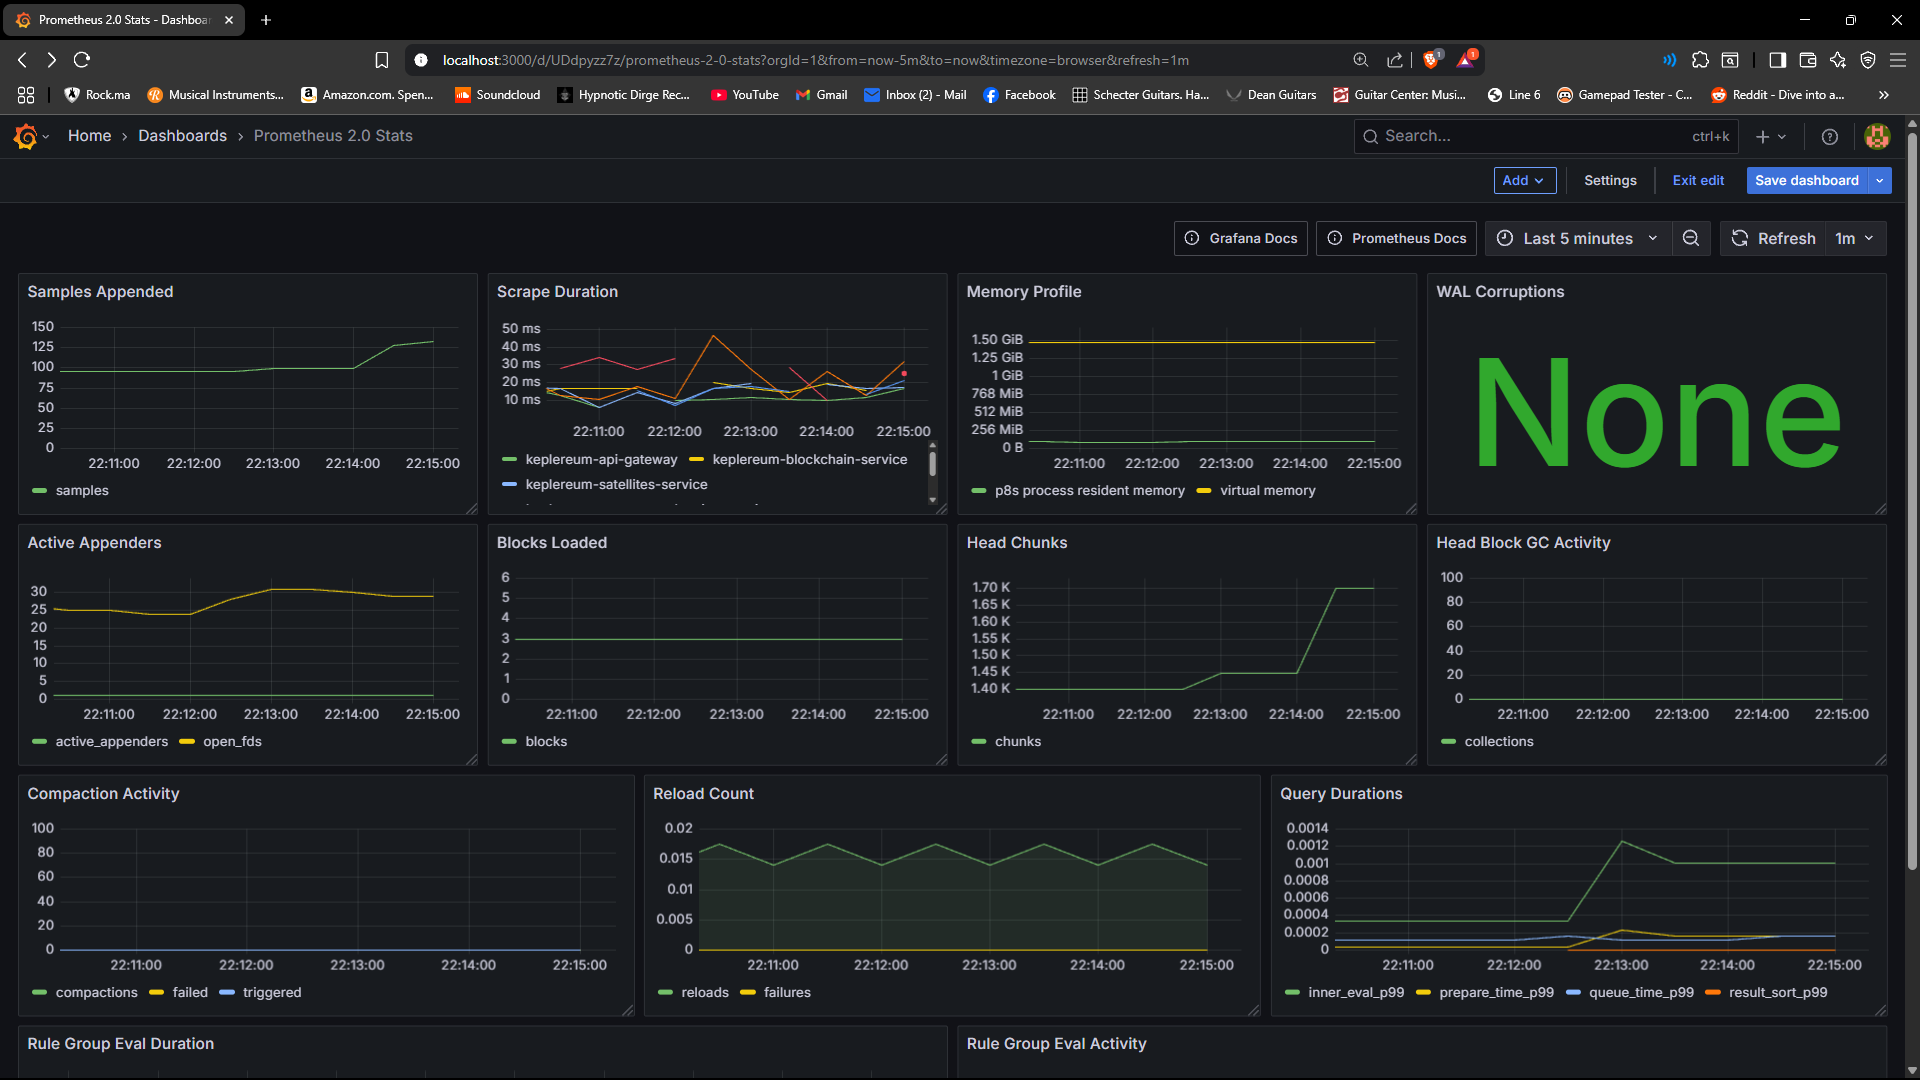 Prometheus 2.0 Stats - Dashboa
localhost:3000/d/UDdpyzz7z/prometheus-2-0-stats?orgId=1&from=now-5m&to=now&timezone=browser&refresh=1m
1
1
Rock.ma
Musical Instruments...
Amazon.com. Spen...
Soundcloud
Hypnotic Dirge Rec...
YouTube
Gmail
Inbox (2) - Mail
Facebook
Schecter Guitars. Ha...
Dean Guitars
Guitar Center: Musi...
Line 6
Gamepad Tester - C...
Reddit - Dive into a...
Home › Dashboards › Prometheus 2.0 Stats
Search...
ctrl+k
Add
Settings
Exit edit
Save dashboard
Grafana Docs
Prometheus Docs
Last 5 minutes
Refresh
1m
Samples Appended
150
125
100
75
50
25
0
22:11:00 22:12:00 22:13:00 22:14:00 22:15:00
samples
Scrape Duration
50 ms
40 ms
30 ms
20 ms
10 ms
22:11:00 22:12:00 22:13:00 22:14:00 22:15:00
keplereum-api-gateway keplereum-blockchain-service
keplereum-satellites-service
Memory Profile
1.50 GiB
1.25 GiB
1 GiB
768 MiB
512 MiB
256 MiB
0 B
22:11:00 22:12:00 22:13:00 22:14:00 22:15:00
p8s process resident memory virtual memory
WAL Corruptions
None
Active Appenders
30
25
20
15
10
5
0
22:11:00 22:12:00 22:13:00 22:14:00 22:15:00
active_appenders open_fds
Blocks Loaded
6
5
4
3
2
1
0
22:11:00 22:12:00 22:13:00 22:14:00 22:15:00
blocks
Head Chunks
1.70 K
1.65 K
1.60 K
1.55 K
1.50 K
1.45 K
1.40 K
22:11:00 22:12:00 22:13:00 22:14:00 22:15:00
chunks
Head Block GC Activity
100
80
60
40
20
0
22:11:00 22:12:00 22:13:00 22:14:00 22:15:00
collections
Compaction Activity
100
80
60
40
20
0
22:11:00 22:12:00 22:13:00 22:14:00 22:15:00
compactions failed triggered
Reload Count
0.02
0.015
0.01
0.005
0
22:11:00 22:12:00 22:13:00 22:14:00 22:15:00
reloads failures
Query Durations
0.0014
0.0012
0.001
0.0008
0.0006
0.0004
0.0002
0
22:11:00 22:12:00 22:13:00 22:14:00 22:15:00
inner_eval_p99 prepare_time_p99 queue_time_p99 result_sort_p99
Rule Group Eval Duration
Rule Group Eval Activity